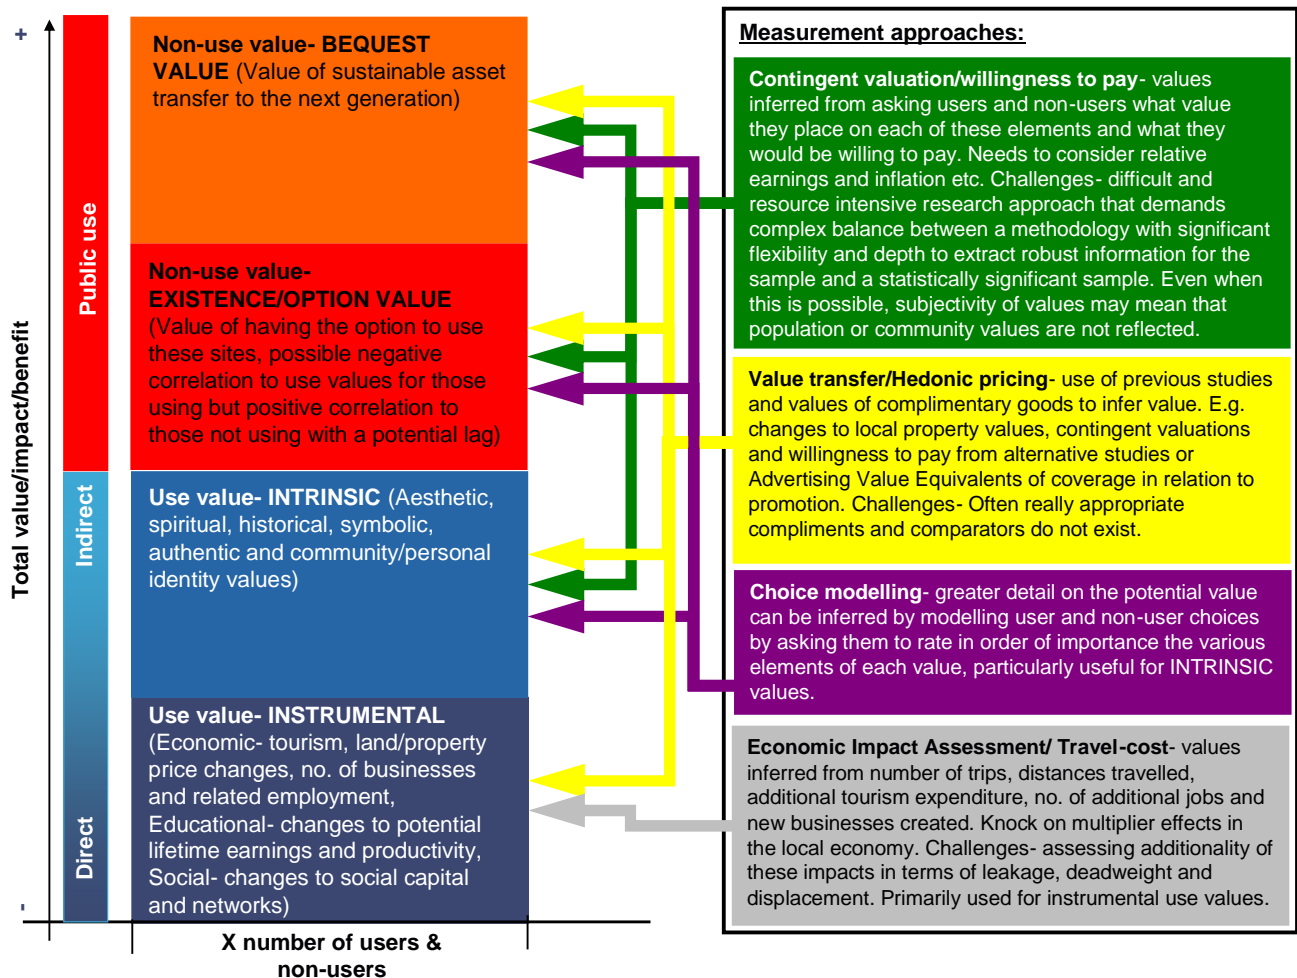 +
Total value/impact/benefit
-
Public use
Indirect
Direct
Non-use value- BEQUEST
VALUE (Value of sustainable asset
transfer to the next generation)
Non-use value-
EXISTENCE/OPTION VALUE
(Value of having the option to use
these sites, possible negative
correlation to use values for those
using but positive correlation to
those not using with a potential lag)
Use value- INTRINSIC (Aesthetic,
spiritual, historical, symbolic,
authentic and community/personal
identity values)
Use value- INSTRUMENTAL
(Economic- tourism, land/property
price changes, no. of businesses
and related employment,
Educational- changes to potential
lifetime earnings and productivity,
Social- changes to social capital
and networks)
X number of users &
non-users
Measurement approaches:
Contingent valuation/willingness to pay- values
inferred from asking users and non-users what value
they place on each of these elements and what they
would be willing to pay. Needs to consider relative
earnings and inflation etc. Challenges- difficult and
resource intensive research approach that demands
complex balance between a methodology with significant
flexibility and depth to extract robust information for the
sample and a statistically significant sample. Even when
this is possible, subjectivity of values may mean that
population or community values are not reflected.
Value transfer/Hedonic pricing- use of previous studies
and values of complimentary goods to infer value. E.g.
changes to local property values, contingent valuations
and willingness to pay from alternative studies or
Advertising Value Equivalents of coverage in relation to
promotion. Challenges- Often really appropriate
compliments and comparators do not exist.
Choice modelling- greater detail on the potential value
can be inferred by modelling user and non-user choices
by asking them to rate in order of importance the various
elements of each value, particularly useful for INTRINSIC
values.
Economic Impact Assessment/ Travel-cost- values
inferred from number of trips, distances travelled,
additional tourism expenditure, no. of additional jobs and
new businesses created. Knock on multiplier effects in
the local economy. Challenges- assessing additionality of
these impacts in terms of leakage, deadweight and
displacement. Primarily used for instrumental use values.